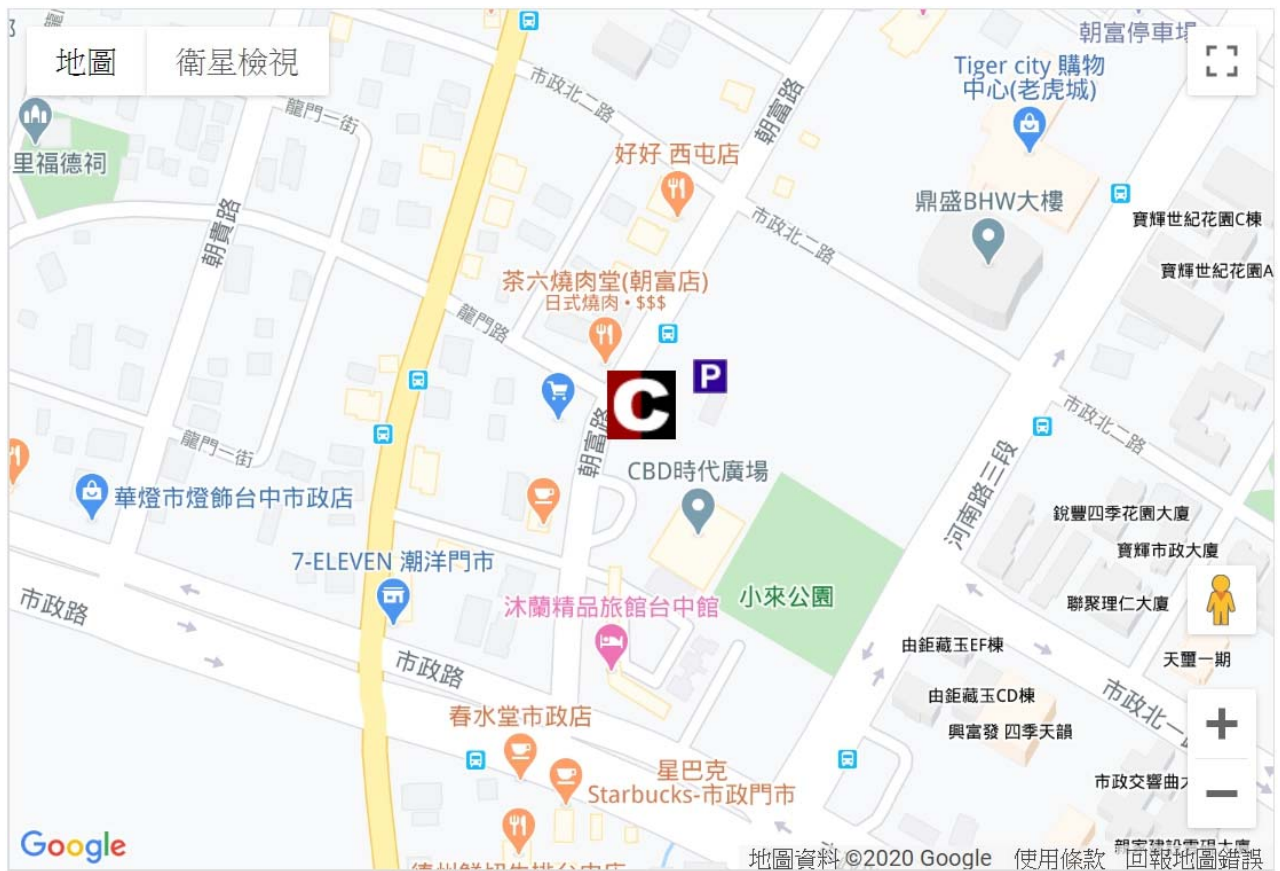 地圖
衛星檢視
朝富停車場
Tiger city 購物
中心(老虎城)
市政北二路
朝富路
龍門一街
里福德祠
好好 西屯店
鼎盛BHW大樓
寶輝世紀花園C棟
市政北二路
朝貴路
寶輝世紀花園A
茶六燒肉堂(朝富店)
日式燒肉・$$$
龍門路
P
C
朝富路
市政北二路
龍門一街
CBD時代廣場
河南路三段
華燈市燈飾台中市政店
銳豐四季花園大廈
寶輝市政大廈
7-ELEVEN 潮洋門市
市政路
沐蘭精品旅館台中館
小來公園
聯聚理仁大廈
由鉅藏玉EF棟
天璽一期
市政路
由鉅藏玉CD棟
市政北一
春水堂市政店
興富發 四季天韻
星巴克
Starbucks-市政門市
市政交響曲
Google
地圖資料 ©2020 Google
使用條款
回報地圖錯誤